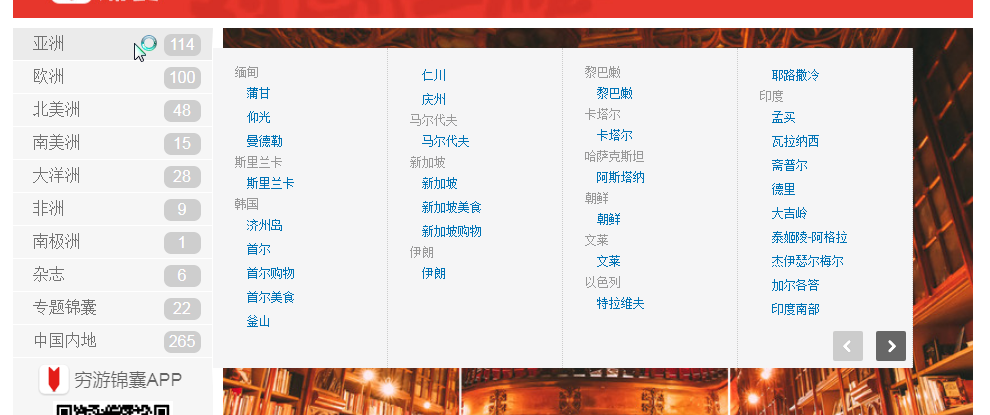 亚洲 114
欧洲 100
北美洲 48
南美洲 15
大洋洲 28
非洲 9
南极洲 1
杂志 6
专题锦囊 22
中国内地 265
穷游锦囊APP
缅甸
蒲甘
仰光
曼德勒
斯里兰卡
斯里兰卡
韩国
济州岛
首尔
首尔购物
首尔美食
釜山
仁川
庆州
马尔代夫
马尔代夫
新加坡
新加坡
新加坡美食
新加坡购物
伊朗
伊朗
黎巴嫩
黎巴嫩
卡塔尔
卡塔尔
哈萨克斯坦
阿斯塔纳
朝鲜
朝鲜
文莱
文莱
以色列
特拉维夫
耶路撒冷
印度
孟买
瓦拉纳西
斋普尔
德里
大吉岭
泰姬陵-阿格拉
杰伊瑟尔梅尔
加尔各答
印度南部